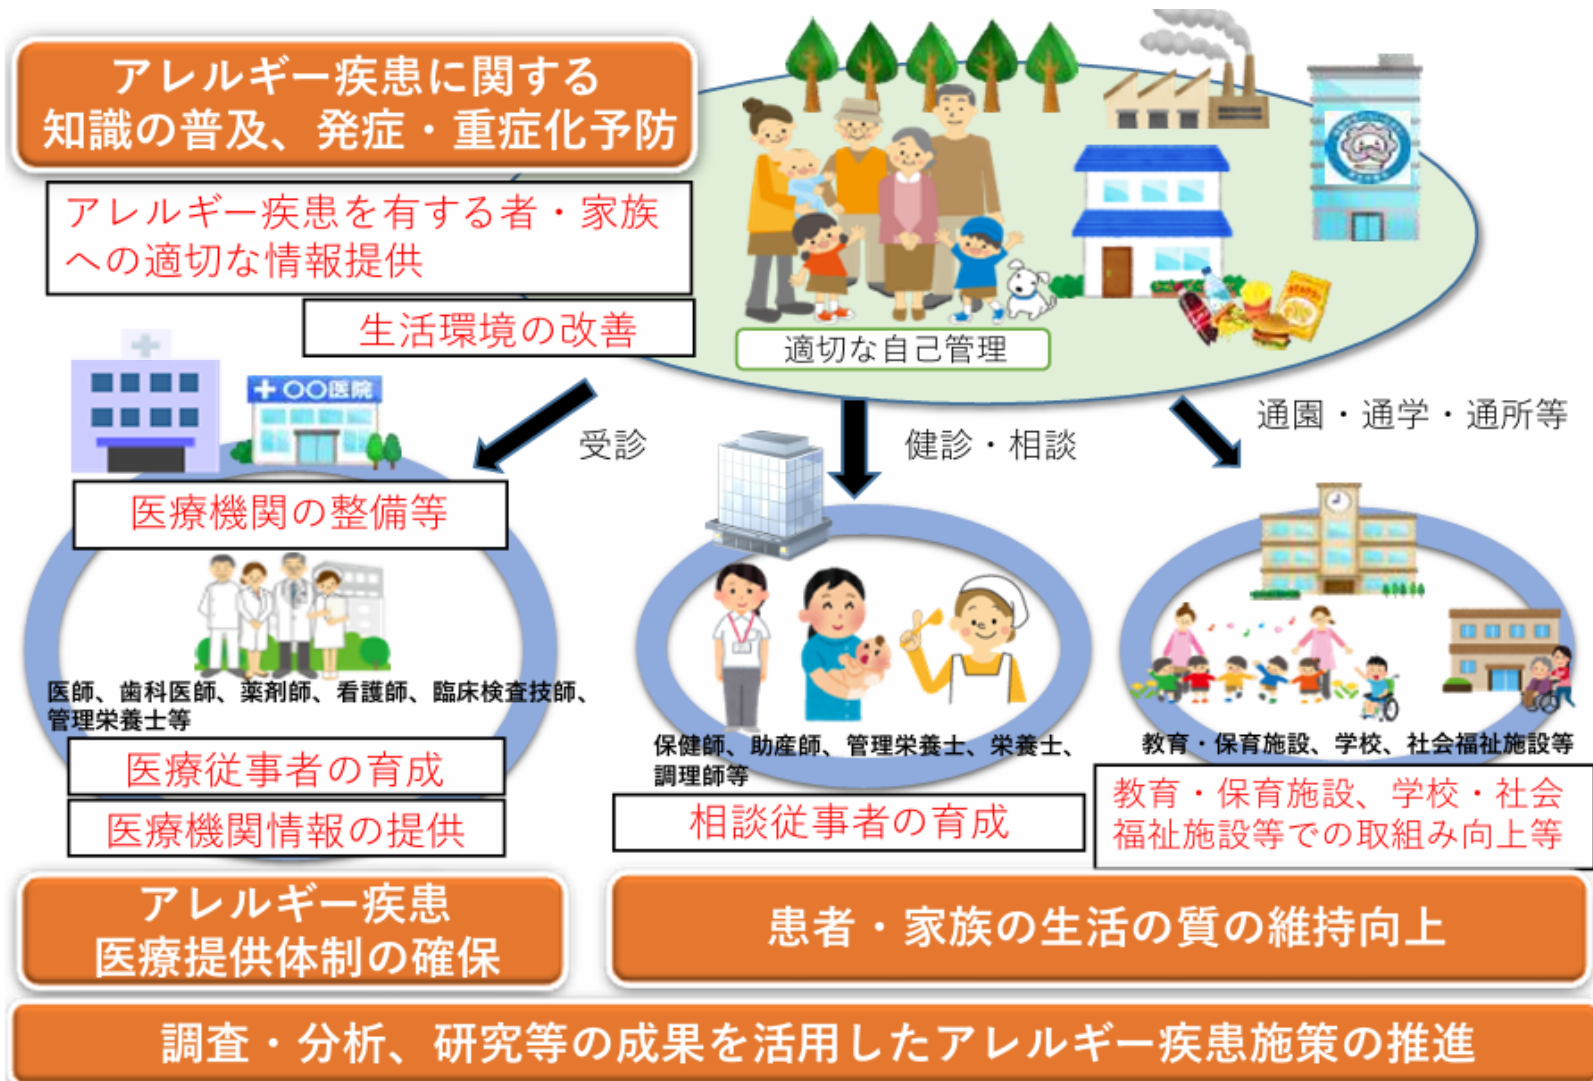 アレルギー疾患に関する
知識の普及、発症・重症化予防
アレルギー疾患を有する者・家族
への適切な情報提供
生活環境の改善
適切な自己管理
〇〇医院
受診
健診・相談
通園・通学・通所等
医療機関の整備等
医師、歯科医師、薬剤師、看護師、臨床検査技師、
管理栄養士等
医療従事者の育成
医療機関情報の提供
保健師、助産師、管理栄養士、栄養士、
調理師等
相談従事者の育成
教育・保育施設、学校、社会福祉施設等
教育・保育施設、学校・社会
福祉施設等での取組み向上等
アレルギー疾患
医療提供体制の確保
患者・家族の生活の質の維持向上
調査・分析、研究等の成果を活用したアレルギー疾患施策の推進